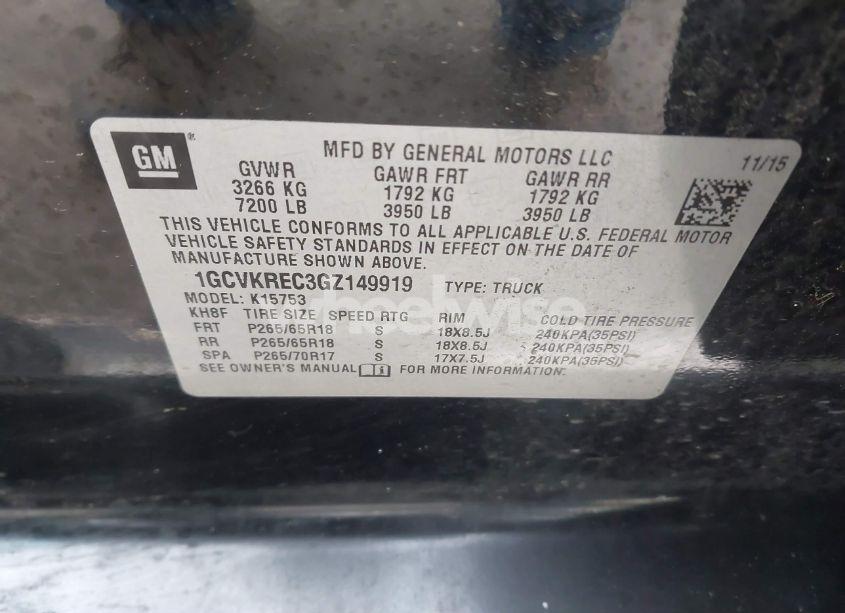 GM
®
MFD BY GENERAL MOTORS LLC
11/15
GVWR GAWR FRT GAWR RR
3266 KG 1792 KG 1792 KG
7200 LB 3950 LB 3950 LB
THIS VEHICLE CONFORMS TO ALL APPLICABLE U.S. FEDERAL MOTOR
VEHICLE SAFETY STANDARDS IN EFFECT ON THE DATE OF
MANUFACTURE SHOWN ABOVE.
1GCVKREC3GZ149919 TYPE: TRUCK
MODEL: K15753
KH8F TIRE SIZE SPEED RTG RIM COLD TIRE PRESSURE
FRT P265/65R18 S 18X8.5J 240KPA(35PSI)
RR P265/65R18 S 18X8.5J 240KPA(35PSI)
SPA P265/70R17 S 17X7.5J 240KPA(35PSI)
SEE OWNER'S MANUAL FOR MORE INFORMATION.
wheelwise